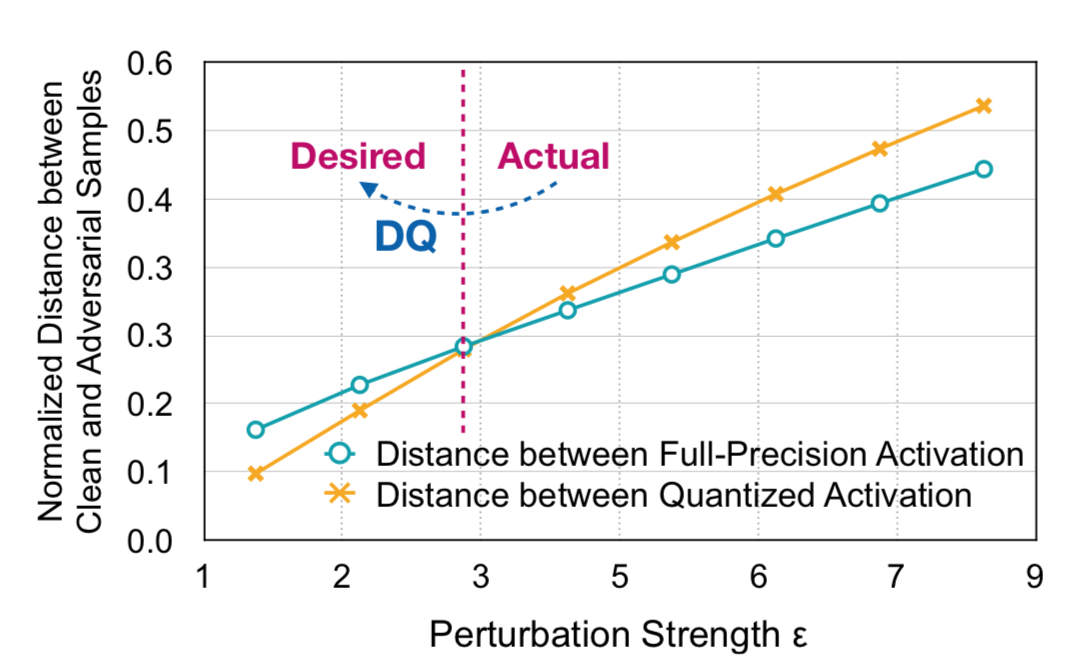 Normalized Distance between
Clean and Adversarial Samples
0.6
0.5
0.4
0.3
0.3
0.2
0.1
0.0
Desired
Actual
DQ
Distance between Full-Precision Activation
Distance between Quantized Activation
1 2 3 5 6 7 9
Perturbation Strength ε